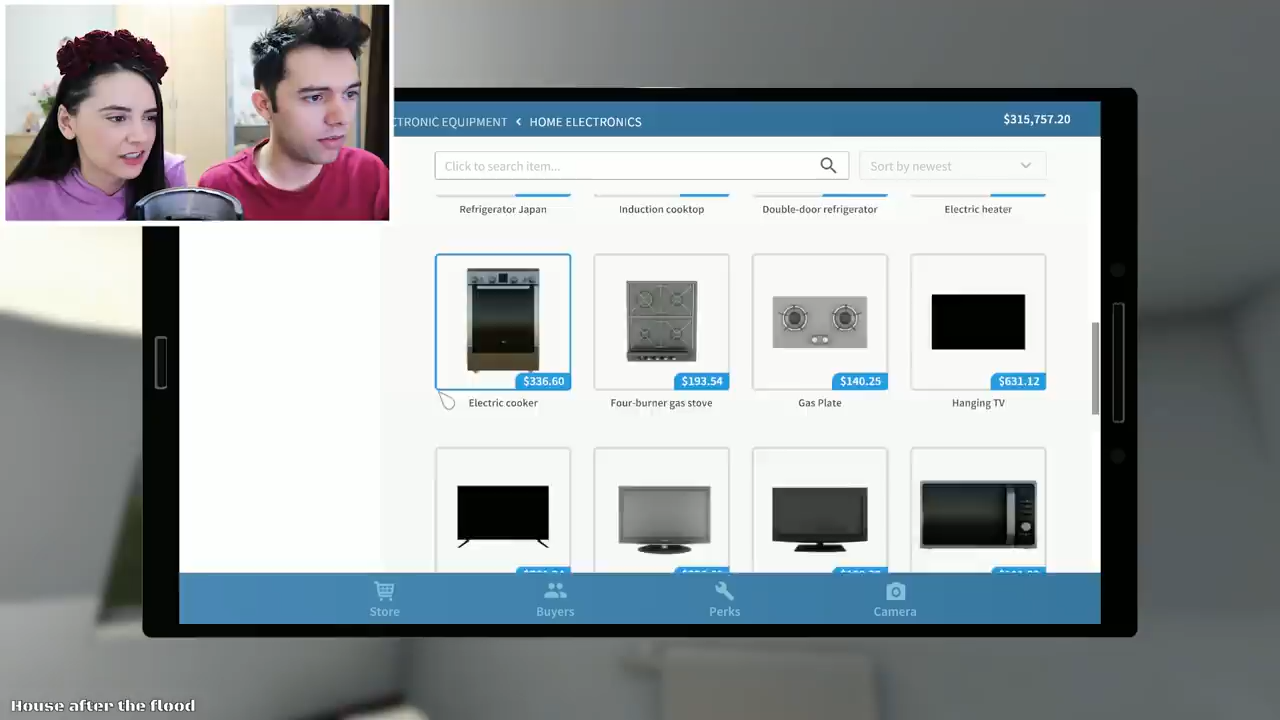 CTRONIC EQUIPMENT < HOME ELECTRONICS
$315,757.20
Click to search item...
Sort by newest
Refrigerator Japan
Induction cooktop
Double-door refrigerator
Electric heater
$336.60
$193.54
$140.25
$631.12
Electric cooker
Four-burner gas stove
Gas Plate
Hanging TV
Store
Buyers
Perks
Camera
House after the flood